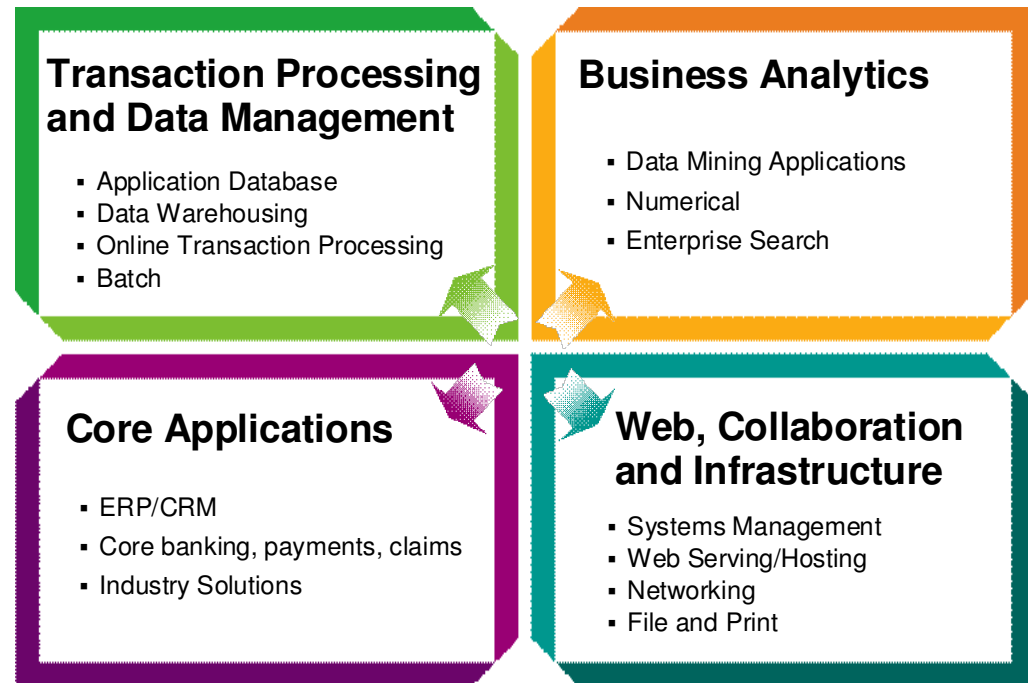 Transaction Processing
and Data Management
▪ Application Database
▪ Data Warehousing
▪ Online Transaction Processing
▪ Batch
Business Analytics
▪ Data Mining Applications
▪ Numerical
▪ Enterprise Search
Core Applications
▪ ERP/CRM
▪ Core banking, payments, claims
▪ Industry Solutions
Web, Collaboration
and Infrastructure
▪ Systems Management
▪ Web Serving/Hosting
▪ Networking
▪ File and Print